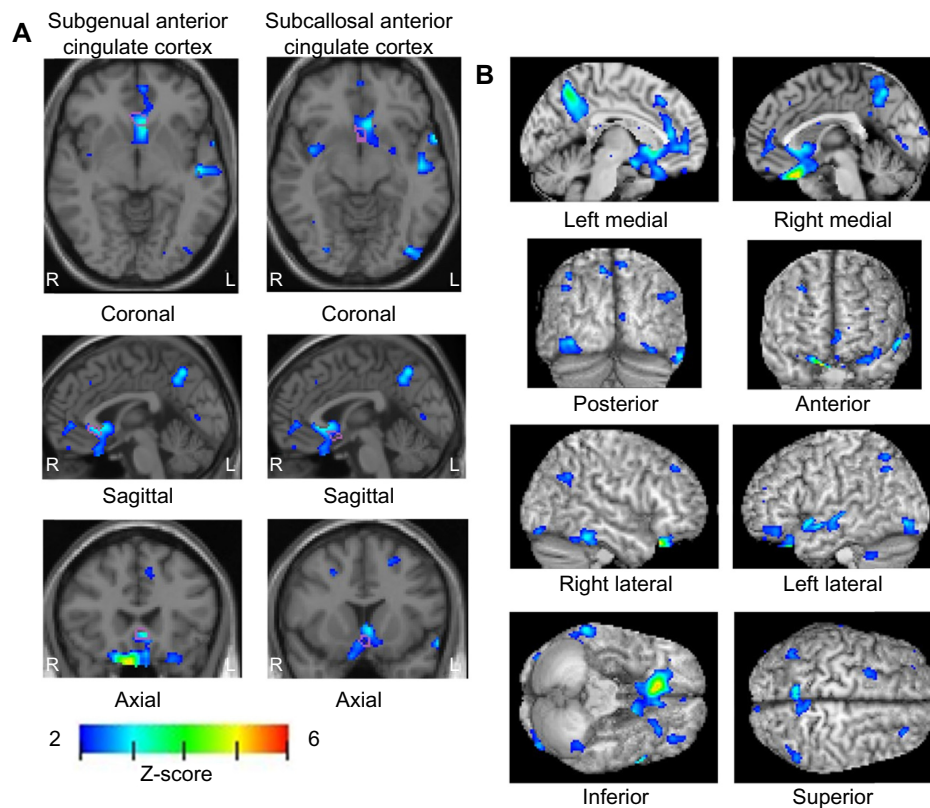 A
Subgenual anterior
cingulate cortex
Subcallosal anterior
cingulate cortex
R L
R L
Coronal
Coronal
R L
R L
Sagittal
Sagittal
R L
R L
Axial
Axial
2
6
Z-score
B
Left medial
Right medial
Posterior
Anterior
Right lateral
Left lateral
Inferior
Superior